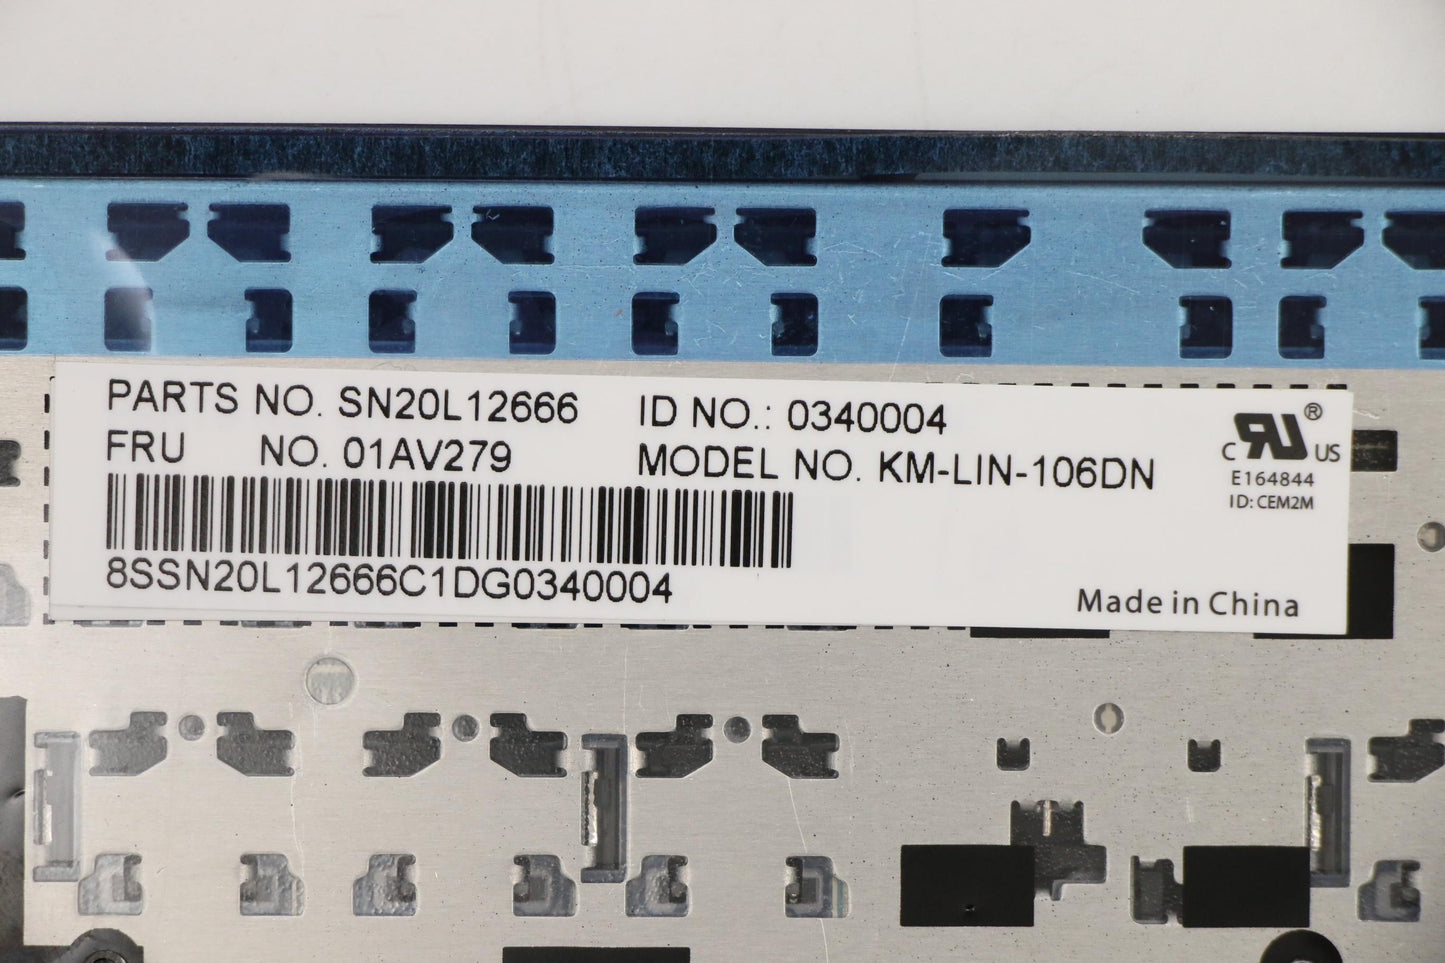 PARTS NO. SN20L12666 ID NO.: 0340004
FRU NO. 01AV279 MODEL NO. KM-LIN-106DN
8SSN20L12666C1DG0340004
c RU US ®
E164844
ID: CEM2M
Made in China